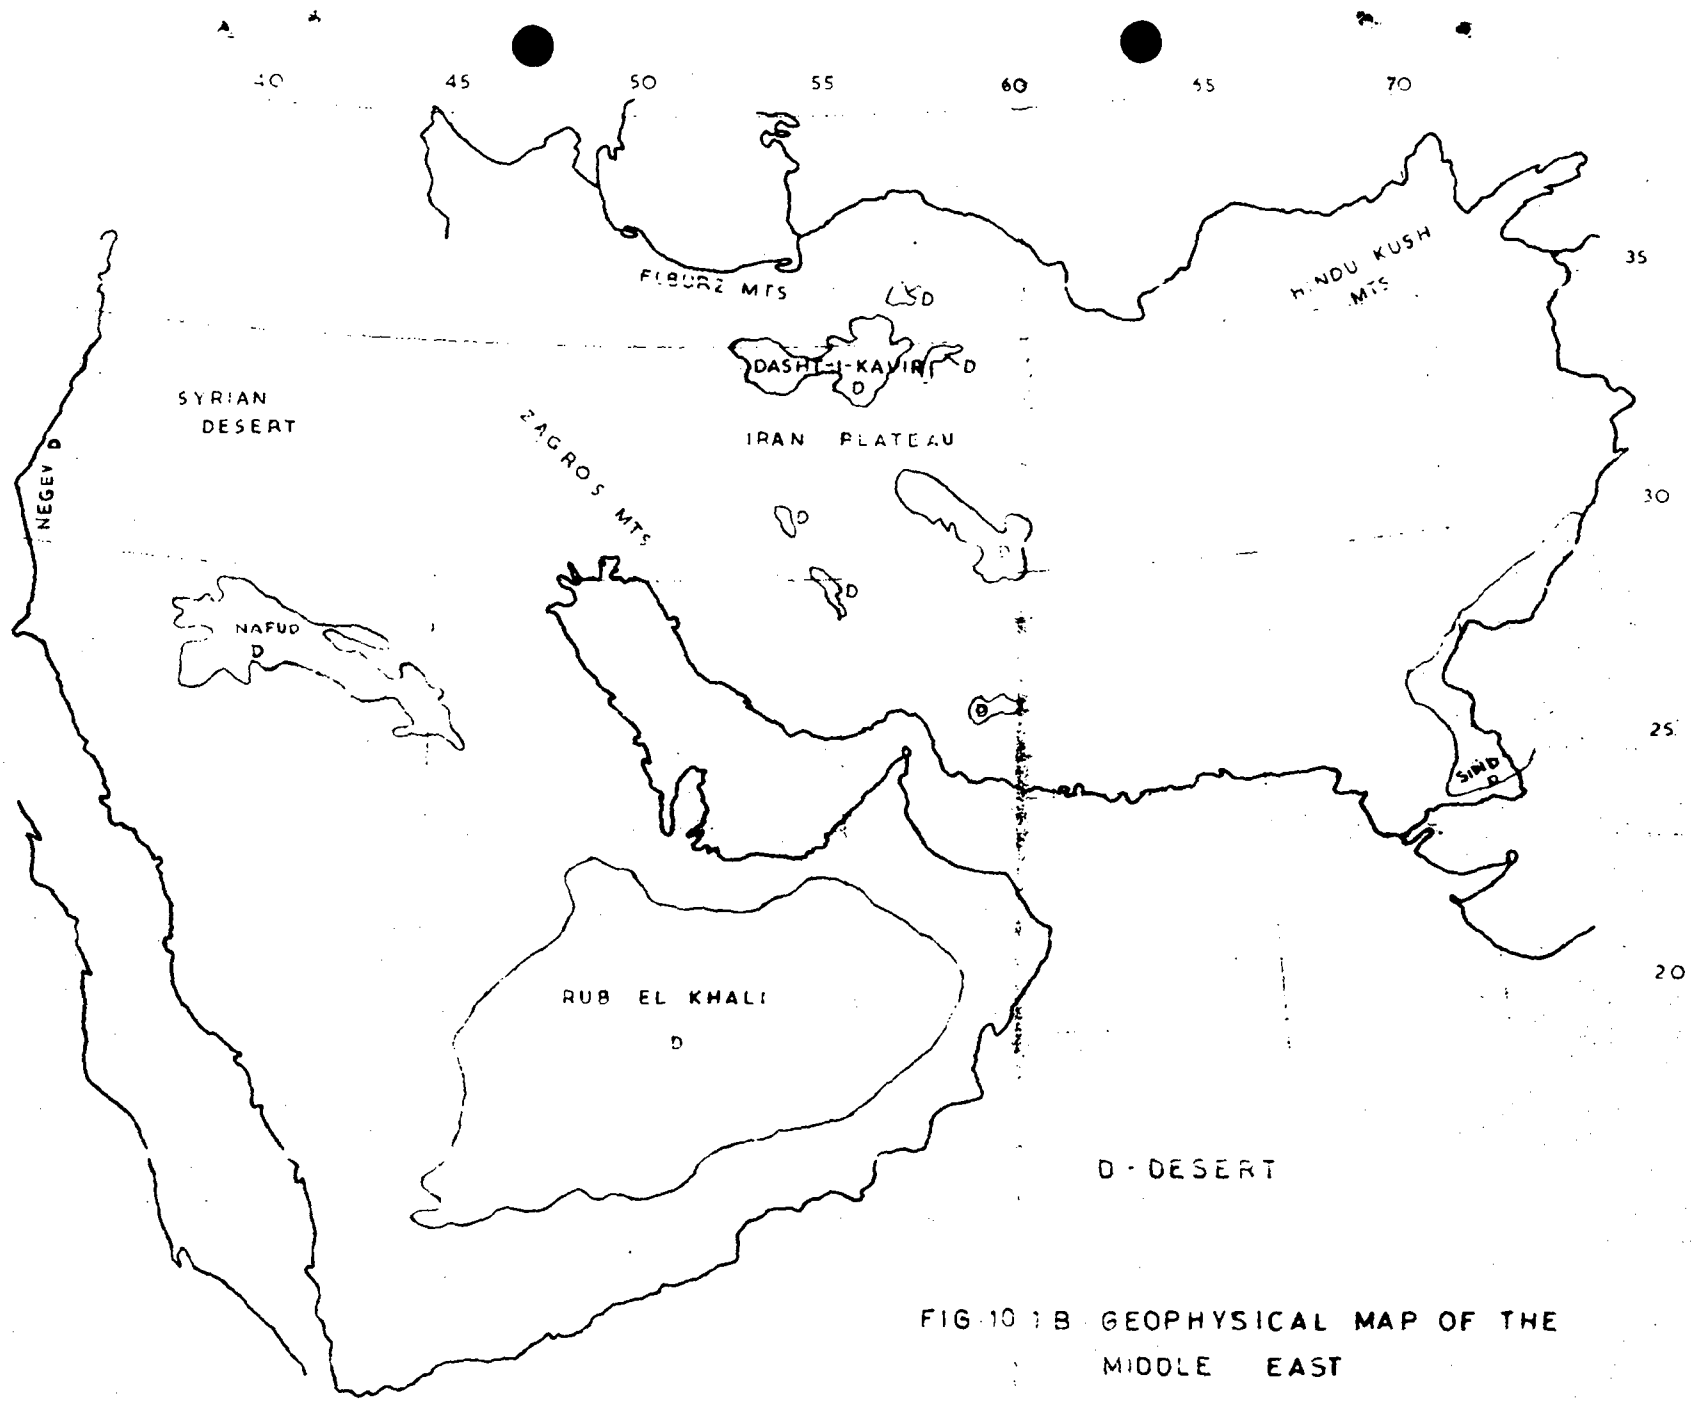 40 45 50 55 60 65 70
35
ELBURZ MTS
HINDU KUSH
MTS
D
DASHT-I-KAVIR
D
D
SYRIAN
DESERT
ZAGROS MTS
IRAN PLATEAU
NEGEV D
30
D
D
D
NAFUD
D
D
25
SIND
D
20
RUB EL KHALI
D
D - DESERT
FIG 10 1B GEOPHYSICAL MAP OF THE
MIDDLE EAST